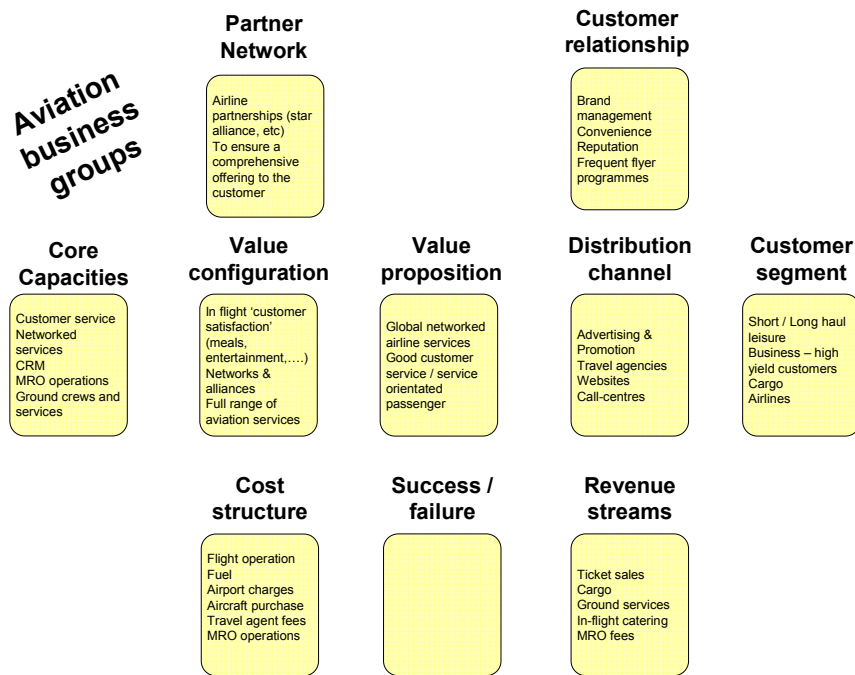 Aviation
business
groups
Partner
Network
Airline
partnerships (star
alliance, etc)
To ensure a
comprehensive
offering to the
customer
Customer
relationship
Brand
management
Convenience
Reputation
Frequent flyer
programmes
Core
Capacities
Customer service
Networked
services
CRM
MRO operations
Ground crews and
services
Value
configuration
In flight ‘customer
satisfaction’
(meals,
entertainment,….)
Networks &
alliances
Full range of
aviation services
Value
proposition
Global networked
airline services
Good customer
service / service
orientated
passenger
Distribution
channel
Advertising &
Promotion
Travel agencies
Websites
Call-centres
Customer
segment
Short / Long haul
leisure
Business – high
yield customers
Cargo
Airlines
Cost
structure
Flight operation
Fuel
Airport charges
Aircraft purchase
Travel agent fees
MRO operations
Success /
failure
Revenue
streams
Ticket sales
Cargo
Ground services
In-flight catering
MRO fees